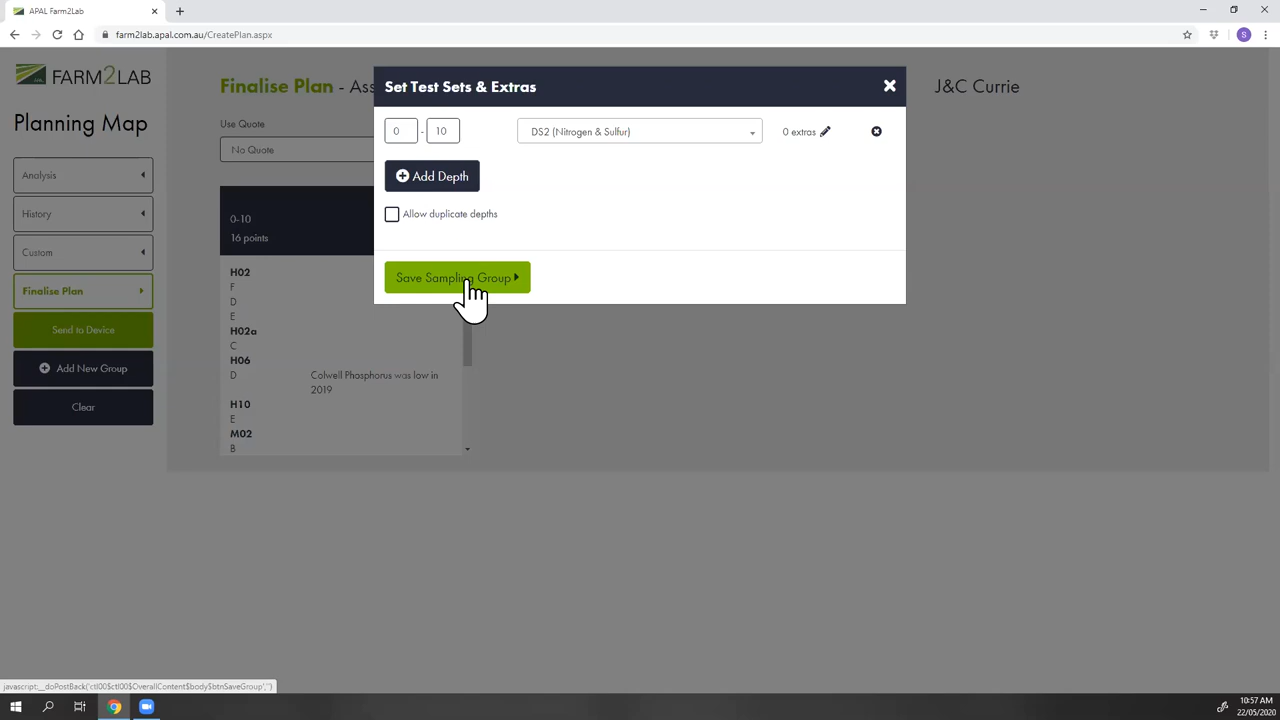 APAL Farm2Lab
farm2lab.apal.com.au/CreatePlan.aspx
S
FARM2LAB
Planning Map
Analysis
History
Custom
Finalise Plan
Send to Device
Add New Group
Clear
Finalise Plan - Ass
J&C Currie
Use Quote
No Quote
0-10
16 points
H02
F
D
E
H02a
C
H06
D
Colwell Phosphorus was low in
2019
H10
E
M02
B
Set Test Sets & Extras
0 - 10
DS2 (Nitrogen & Sulfur)
0 extras
Add Depth
Allow duplicate depths
Save Sampling Group
javascript:__doPostBack('ctl00$ctl00$OverallContent$body$btnSaveGroup','')
10:57 AM
22/05/2020